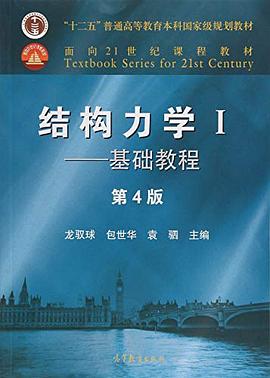 “十二五”普通高等教育本科国家级规划教材
面向21世纪课程教材
Textbook Series for 21st Century
结构力学 I
——基础教程
第4版
龙驭球 包世华 袁 驷 主编
高等教育出版社